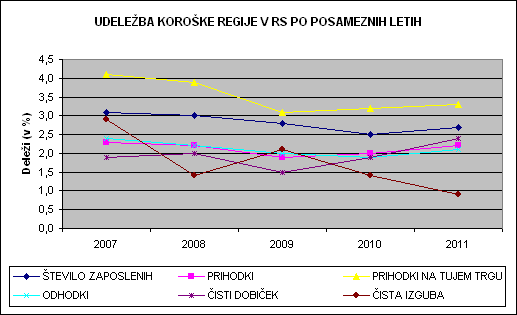 UDELEŽBA KOROŠKE REGIJE V RS PO POSAMEZNIH LETIH
Deleži (v %)
4,5
4,0
3,5
3,0
2,5
2,0
1,5
1,0
0,5
0,0
2007 2008 2009 2010 2011
ŠTEVILO ZAPOSLENIH PRIHODKI PRIHODKI NA TUJEM TRGU
ODHODKI ČISTI DOBIČEK ČISTA IZGUBA